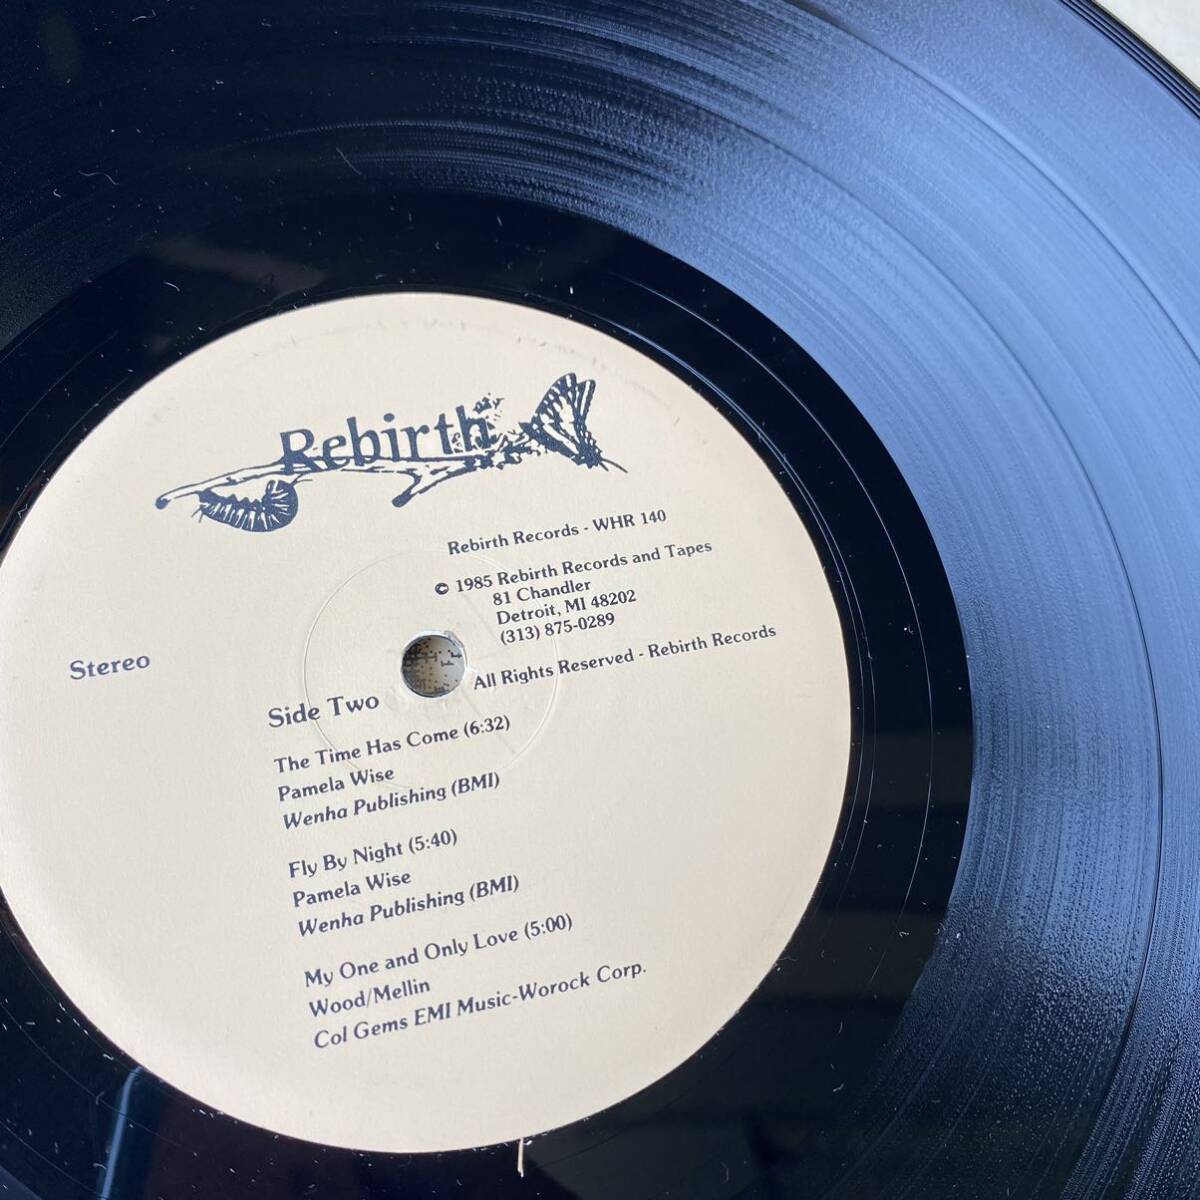 Rebirth
Rebirth Records - WHR 140
© 1985 Rebirth Records and Tapes
81 Chandler
Detroit, MI 48202
(313) 875-0289
All Rights Reserved - Rebirth Records
Stereo
Side Two
The Time Has Come (6:32)
Pamela Wise
Wenha Publishing (BMI)
Fly By Night (5:40)
Pamela Wise
Wenha Publishing (BMI)
My One and Only Love (5:00)
Wood/Mellin
Col Gems EMI Music-Worock Corp.